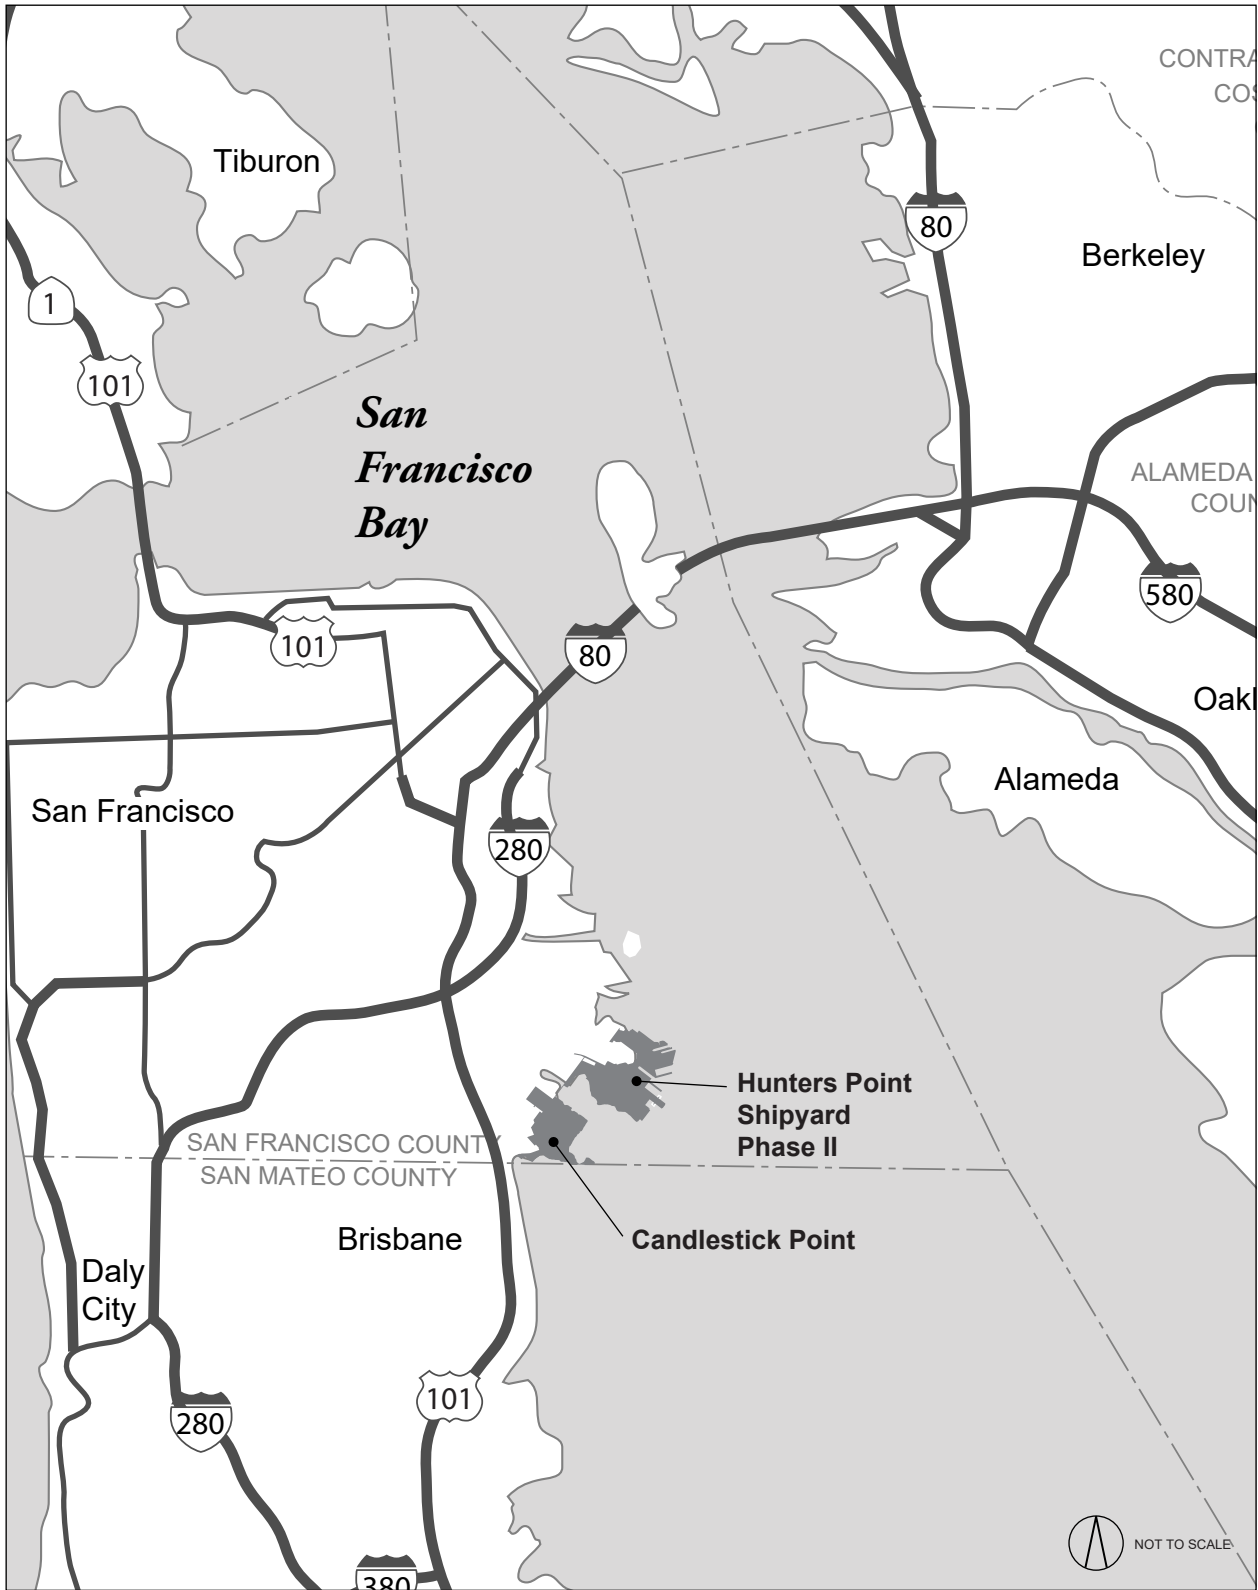 CONTRA
COS
Tiburon
80
Berkeley
1
101
San
Francisco
Bay
ALAMEDA
COUN
580
101
80
Oakl
Alameda
San Francisco
280
Hunters Point
Shipyard
Phase II
SAN FRANCISCO COUNTY
SAN MATEO COUNTY
Brisbane
Candlestick Point
Daly
City
101
280
NOT TO SCALE
380